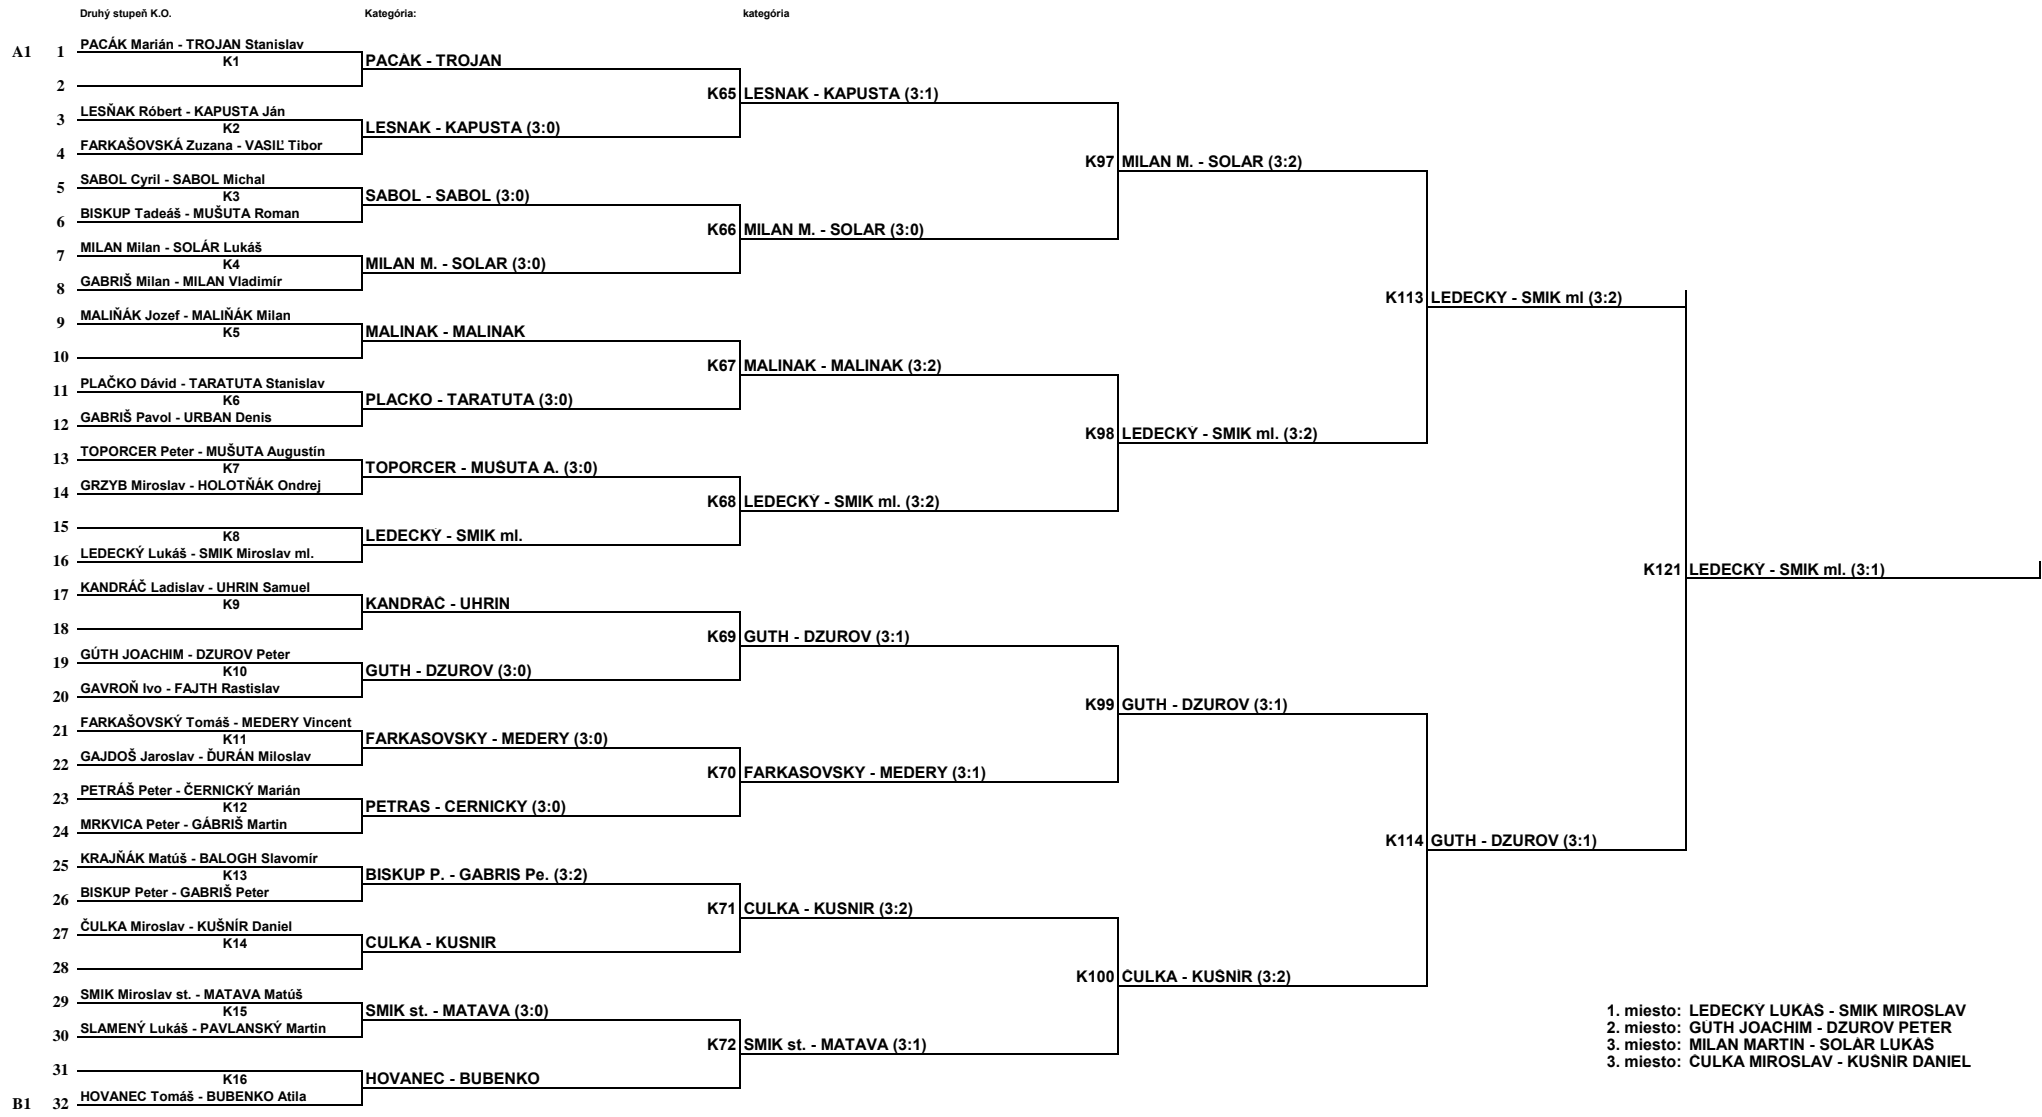 Druhý stupeň K.O. Kategória: kategória
A1 1 PACÁK Marián - TROJAN Stanislav
K1 PACÁK - TROJAN
2
K65 LESNAK - KAPUSTA (3:1)
3 LESŇAK Róbert - KAPUSTA Ján
K2 LESNAK - KAPUSTA (3:0)
4 FARKAŠOVSKÁ Zuzana - VASIĽ Tibor
K97 MILAN M. - SOLAR (3:2)
5 SABOL Cyril - SABOL Michal
K3 SABOL - SABOL (3:0)
6 BISKUP Tadeáš - MUŠUTA Roman
K66 MILAN M. - SOLAR (3:0)
7 MILAN Milan - SOLÁR Lukáš
K4 MILAN M. - SOLAR (3:0)
8 GABRIŠ Milan - MILAN Vladimír
K113 LEDECKY - SMIK ml (3:2)
9 MALIŇÁK Jozef - MALIŇÁK Milan
K5 MALINAK - MALINAK
10
K67 MALINAK - MALINAK (3:2)
11 PLAČKO Dávid - TARATUTA Stanislav
K6 PLACKO - TARATUTA (3:0)
12 GABRIŠ Pavol - URBAN Denis
K98 LEDECKÝ - SMIK ml. (3:2)
13 TOPORCER Peter - MUŠUTA Augustín
K7 TOPORCER - MUŠUTA A. (3:0)
14 GRZYB Miroslav - HOLOTŇÁK Ondrej
K68 LEDECKÝ - SMIK ml. (3:2)
15
K8 LEDECKÝ - SMIK ml.
16 LEDECKÝ Lukáš - SMIK Miroslav ml.
K121 LEDECKÝ - SMIK ml. (3:1)
17 KANDRÁČ Ladislav - UHRIN Samuel
K9 KANDRÁČ - UHRIN
18
K69 GUTH - DZUROV (3:1)
19 GÚTH JOACHIM - DZUROV Peter
K10 GUTH - DZUROV (3:0)
20 GAVROŇ Ivo - FAJTH Rastislav
K99 GUTH - DZUROV (3:1)
21 FARKAŠOVSKÝ Tomáš - MEDERY Vincent
K11 FARKASOVSKY - MEDERY (3:0)
22 GAJDOŠ Jaroslav - ĎURÁN Miloslav
K70 FARKASOVSKY - MEDERY (3:1)
23 PETRÁŠ Peter - ČERNICKÝ Marián
K12 PETRAS - CERNICKY (3:0)
24 MRKVICA Peter - GÁBRIŠ Martin
K114 GUTH - DZUROV (3:1)
25 KRAJŇÁK Matúš - BALOGH Slavomír
K13 BISKUP P. - GABRIS Pe. (3:2)
26 BISKUP Peter - GABRIŠ Peter
K71 CULKA - KUSNIR (3:2)
27 ČULKA Miroslav - KUŠNÍR Daniel
K14 CULKA - KUSNIR
28
K100 ČULKA - KUŠNIR (3:2)
29 SMIK Miroslav st. - MATAVA Matúš
K15 SMIK st. - MATAVA (3:0)
30 SLAMENÝ Lukáš - PAVLANSKÝ Martin
K72 SMIK st. - MATAVA (3:1)
31
K16 HOVANEC - BUBENKO
B1 32 HOVANEC Tomáš - BUBENKO Atila
1. miesto: LEDECKÝ LUKÁŠ - SMIK MIROSLAV
2. miesto: GÚTH JOACHIM - DZUROV PETER
3. miesto: MILAN MARTIN - SOLÁR LUKÁŠ
3. miesto: ČULKA MIROSLAV - KUŠNÍR DANIEL